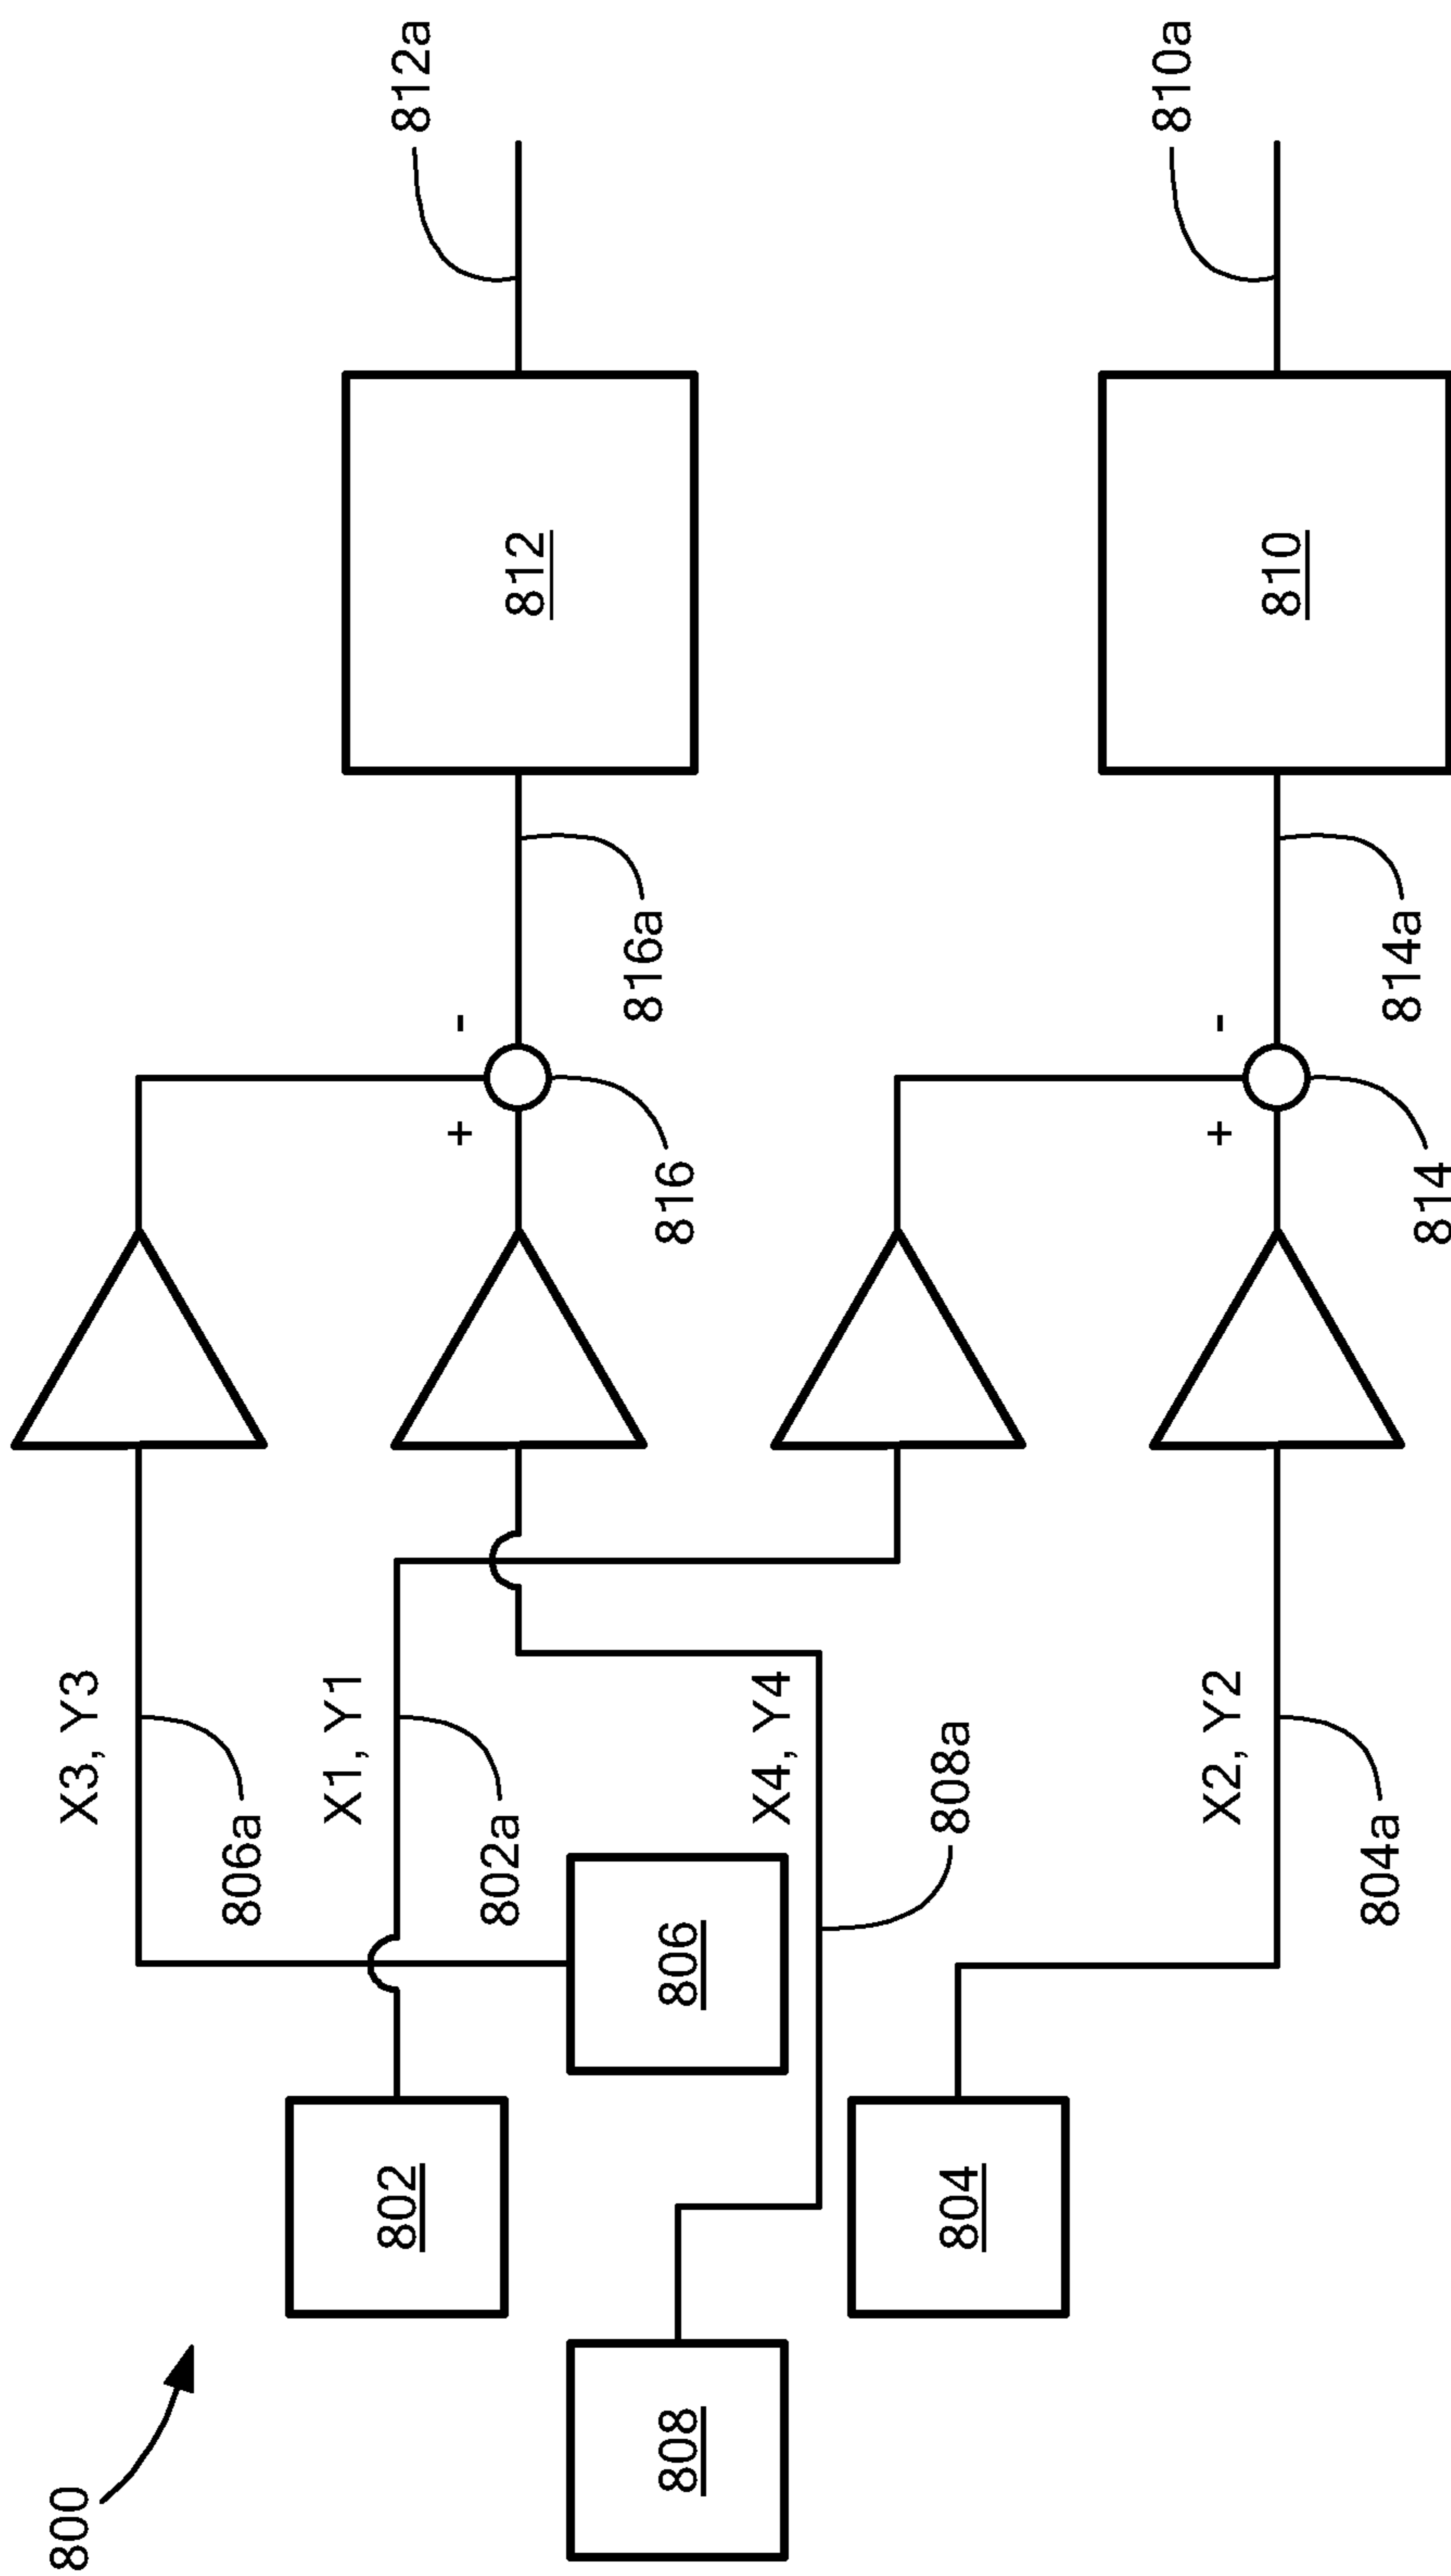 800
808
802
804
806
X3, Y3
806a
X1, Y1
802a
X4, Y4
808a
X2, Y2
804a
+
-
816
816a
+
-
814
814a
812
812a
810
810a